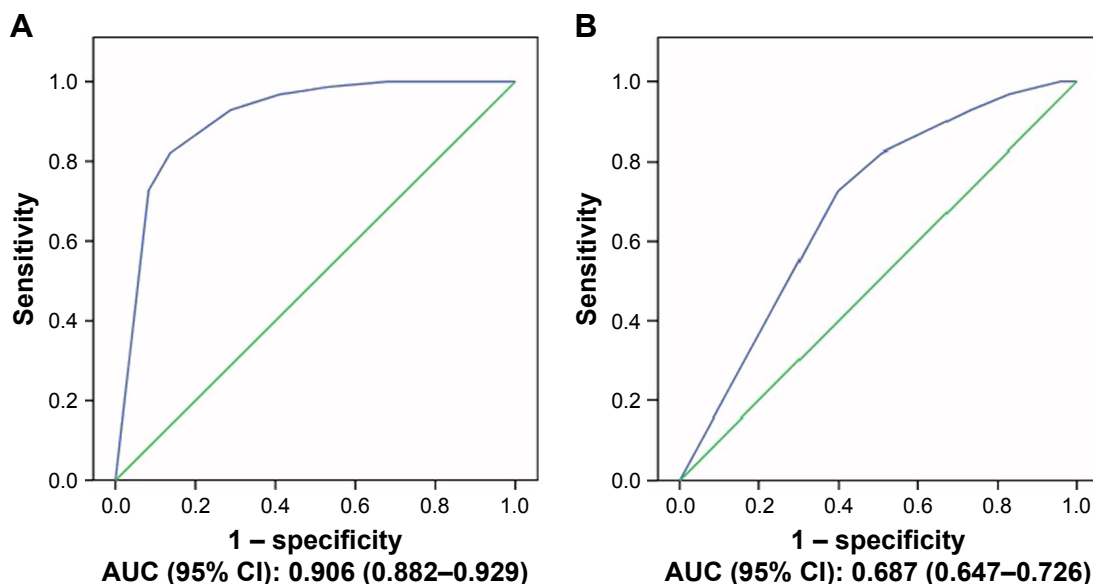 A
1.0
0.8
0.6
0.4
0.2
0.0
Sensitivity
0.0 0.2 0.4 0.6 0.8 1.0
1 – specificity
AUC (95% CI): 0.906 (0.882–0.929)
B
1.0
0.8
0.6
0.4
0.2
0.0
Sensitivity
0.0 0.2 0.4 0.6 0.8 1.0
1 – specificity
AUC (95% CI): 0.687 (0.647–0.726)